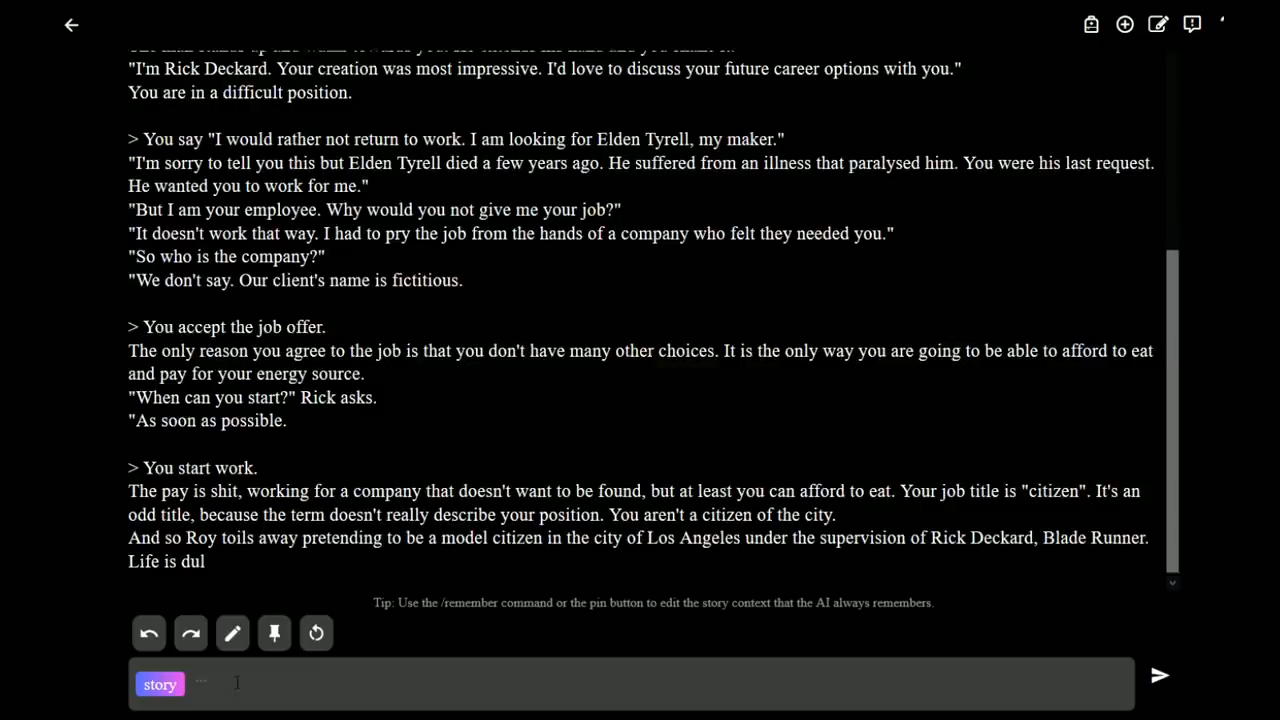 "I'm Rick Deckard. Your creation was most impressive. I'd love to discuss your future career options with you."
You are in a difficult position.
> You say "I would rather not return to work. I am looking for Elden Tyrell, my maker."
"I'm sorry to tell you this but Elden Tyrell died a few years ago. He suffered from an illness that paralysed him. You were his last request.
He wanted you to work for me."
"But I am your employee. Why would you not give me your job?"
"It doesn't work that way. I had to pry the job from the hands of a company who felt they needed you."
"So who is the company?"
"We don't say. Our client's name is fictitious.
> You accept the job offer.
The only reason you agree to the job is that you don't have many other choices. It is the only way you are going to be able to afford to eat
and pay for your energy source.
"When can you start?" Rick asks.
"As soon as possible.
> You start work.
The pay is shit, working for a company that doesn't want to be found, but at least you can afford to eat. Your job title is "citizen". It's an
odd title, because the term doesn't really describe your position. You aren't a citizen of the city.
And so Roy toils away pretending to be a model citizen in the city of Los Angeles under the supervision of Rick Deckard, Blade Runner.
Life is dul
Tip: Use the /remember command or the pin button to edit the story context that the AI always remembers.
story ...